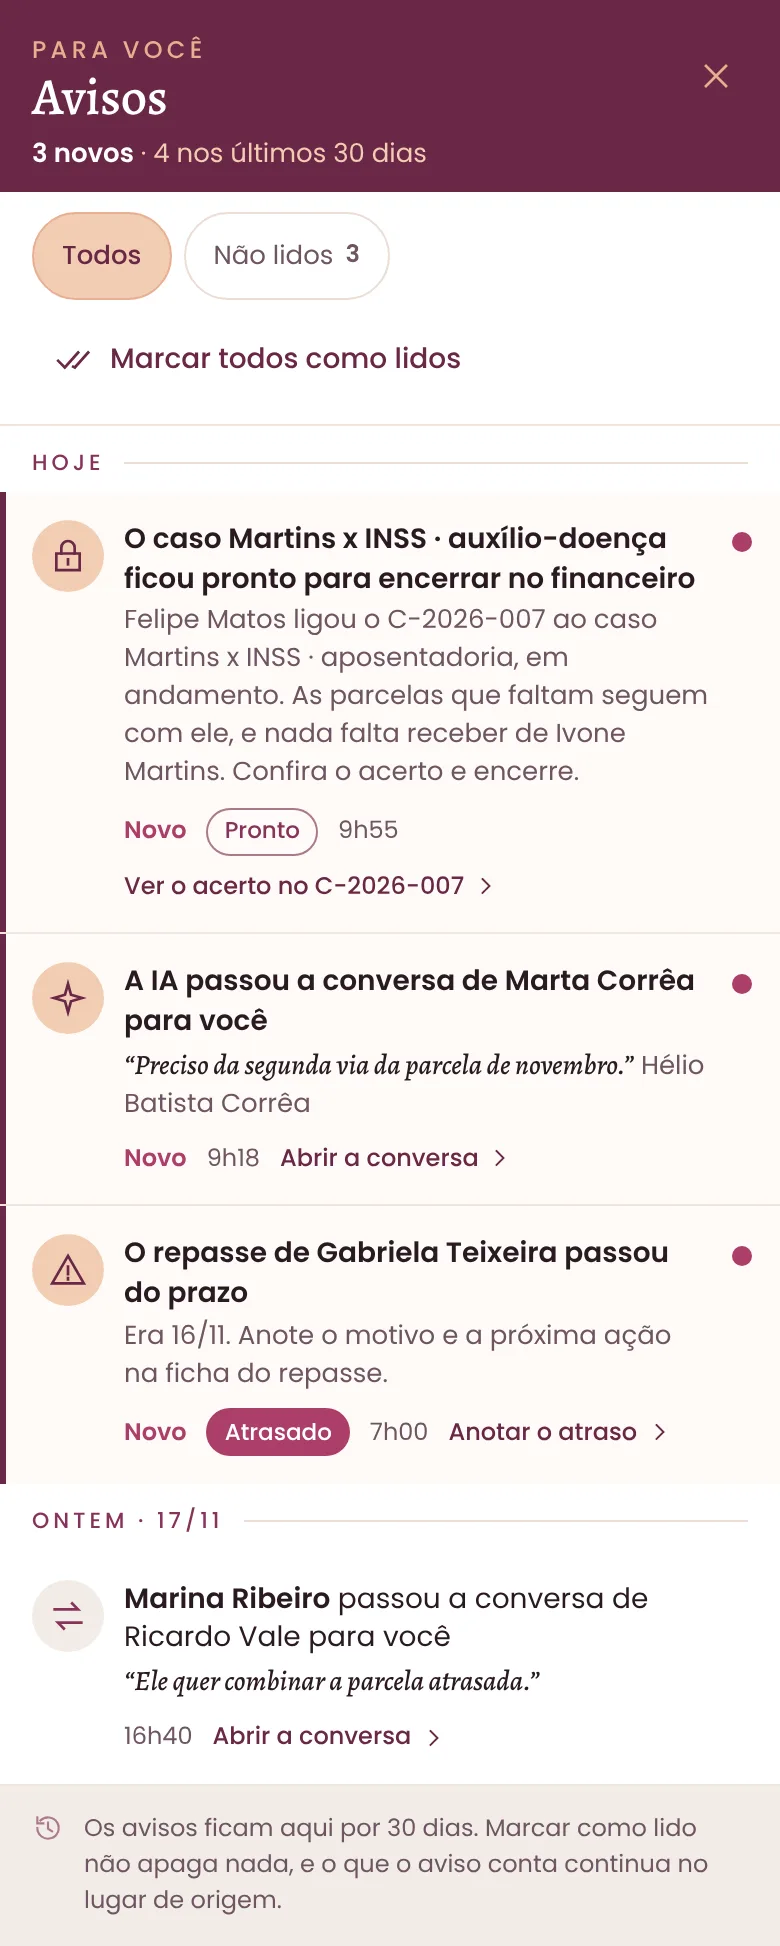 PARA VOCÊ
Avisos
3 novos · 4 nos últimos 30 dias
Todos
Não lidos 3
Marcar todos como lidos
HOJE
O caso Martins x INSS · auxílio-doença
ficou pronto para encerrar no financeiro
Felipe Matos ligou o C-2026-007 ao caso
Martins x INSS · aposentadoria, em
andamento. As parcelas que faltam seguem
com ele, e nada falta receber de Ivone
Martins. Confira o acerto e encerre.
Novo Pronto 9h55
Ver o acerto no C-2026-007
A IA passou a conversa de Marta Corrêa
para você
“Preciso da segunda via da parcela de novembro.” Hélio
Batista Corrêa
Novo 9h18 Abrir a conversa
O repasse de Gabriela Teixeira passou
do prazo
Era 16/11. Anote o motivo e a próxima ação
na ficha do repasse.
Novo Atrasado 7h00 Anotar o atraso
ONTEM · 17/11
Marina Ribeiro passou a conversa de
Ricardo Vale para você
“Ele quer combinar a parcela atrasada.”
16h40 Abrir a conversa
Os avisos ficam aqui por 30 dias. Marcar como lido
não apaga nada, e o que o aviso conta continua no
lugar de origem.